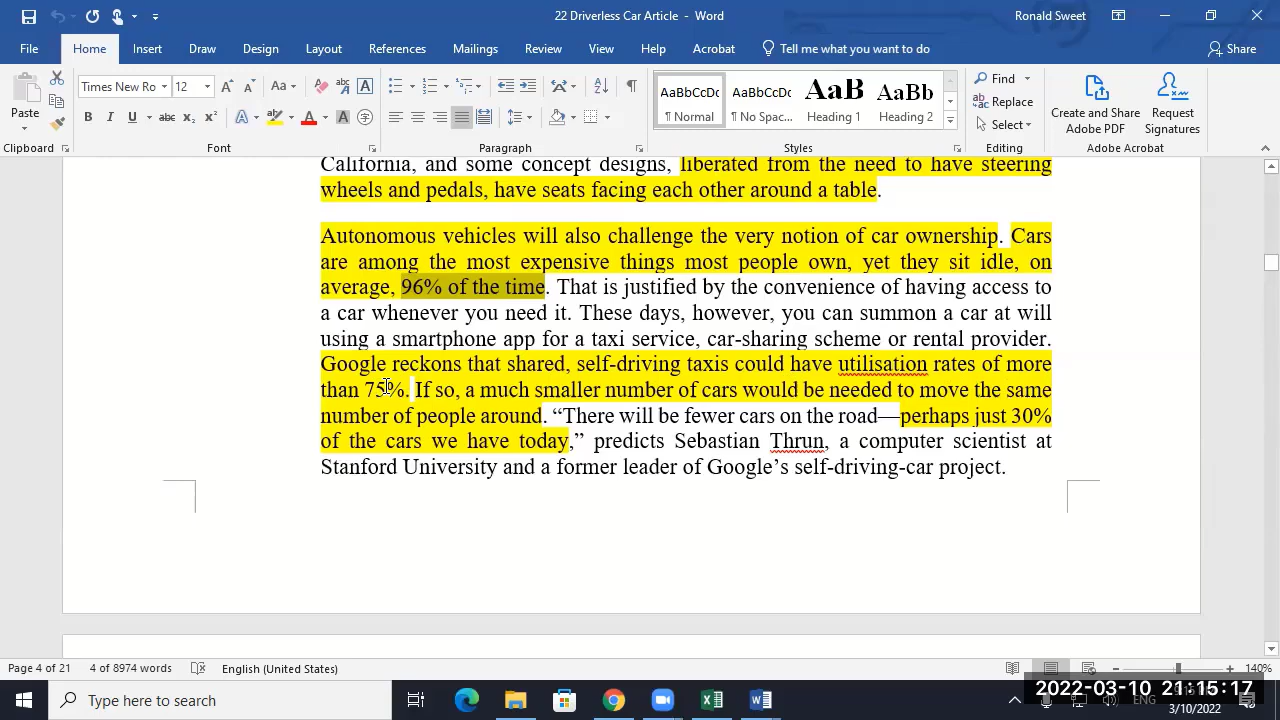 22 Driverless Car Article - Word
Ronald Sweet
File Home Insert Draw Design Layout References Mailings Review View Help Acrobat Tell me what you want to do Share
Paste
Clipboard
Times New Ro 12 Aa
B I U abc x₂ x²
Font
Paragraph
AaBbCcDc AaBbCcDc AaB AaBb
¶ Normal ¶ No Spac... Heading 1 Heading 2
Styles
Find
Replace
Select
Editing
Create and Share Adobe PDF
Request Signatures
Adobe Acrobat
California, and some concept designs, liberated from the need to have steering
wheels and pedals, have seats facing each other around a table.
Autonomous vehicles will also challenge the very notion of car ownership. Cars
are among the most expensive things most people own, yet they sit idle, on
average, 96% of the time. That is justified by the convenience of having access to
a car whenever you need it. These days, however, you can summon a car at will
using a smartphone app for a taxi service, car-sharing scheme or rental provider.
Google reckons that shared, self-driving taxis could have utilisation rates of more
than 75%. If so, a much smaller number of cars would be needed to move the same
number of people around. “There will be fewer cars on the road—perhaps just 30%
of the cars we have today,” predicts Sebastian Thrun, a computer scientist at
Stanford University and a former leader of Google’s self-driving-car project.
Page 4 of 21 4 of 8974 words English (United States) 140%
Type here to search
ENG
2022-03-10 21:15:17
3/10/2022